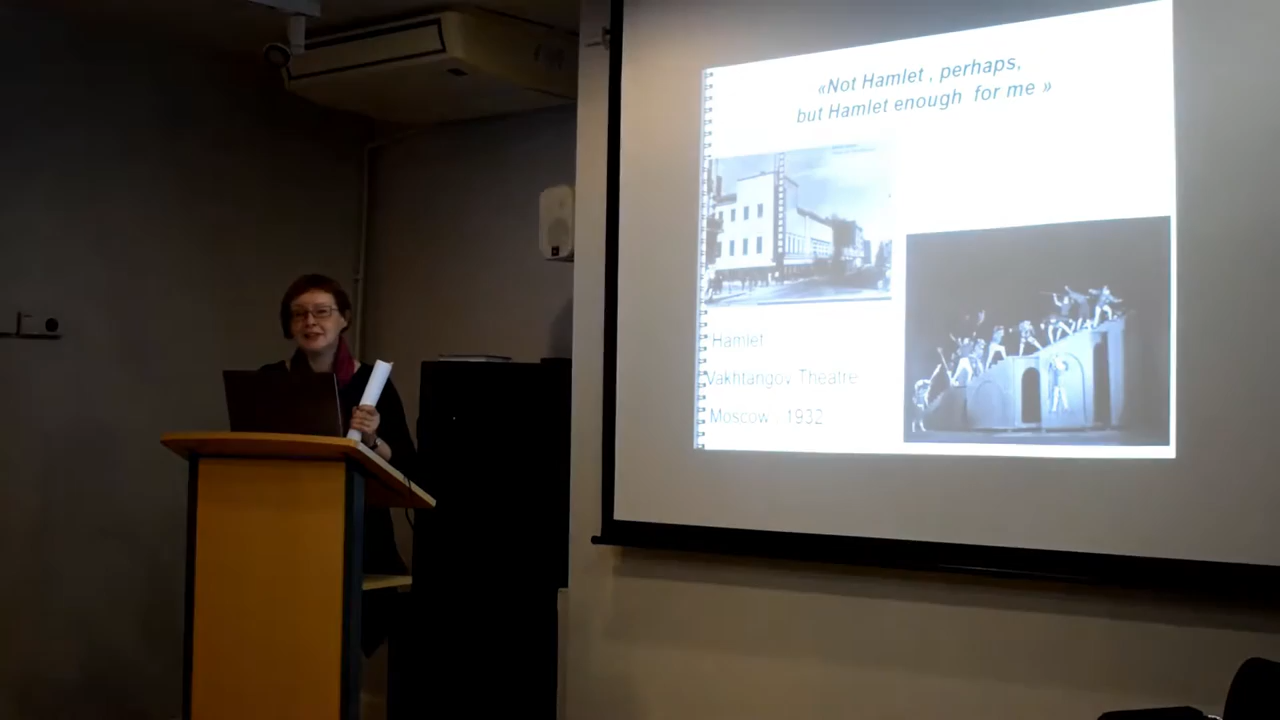 «Not Hamlet , perhaps,
but Hamlet enough for me »
Hamlet
Vakhtangov Theatre
Moscow - 1932